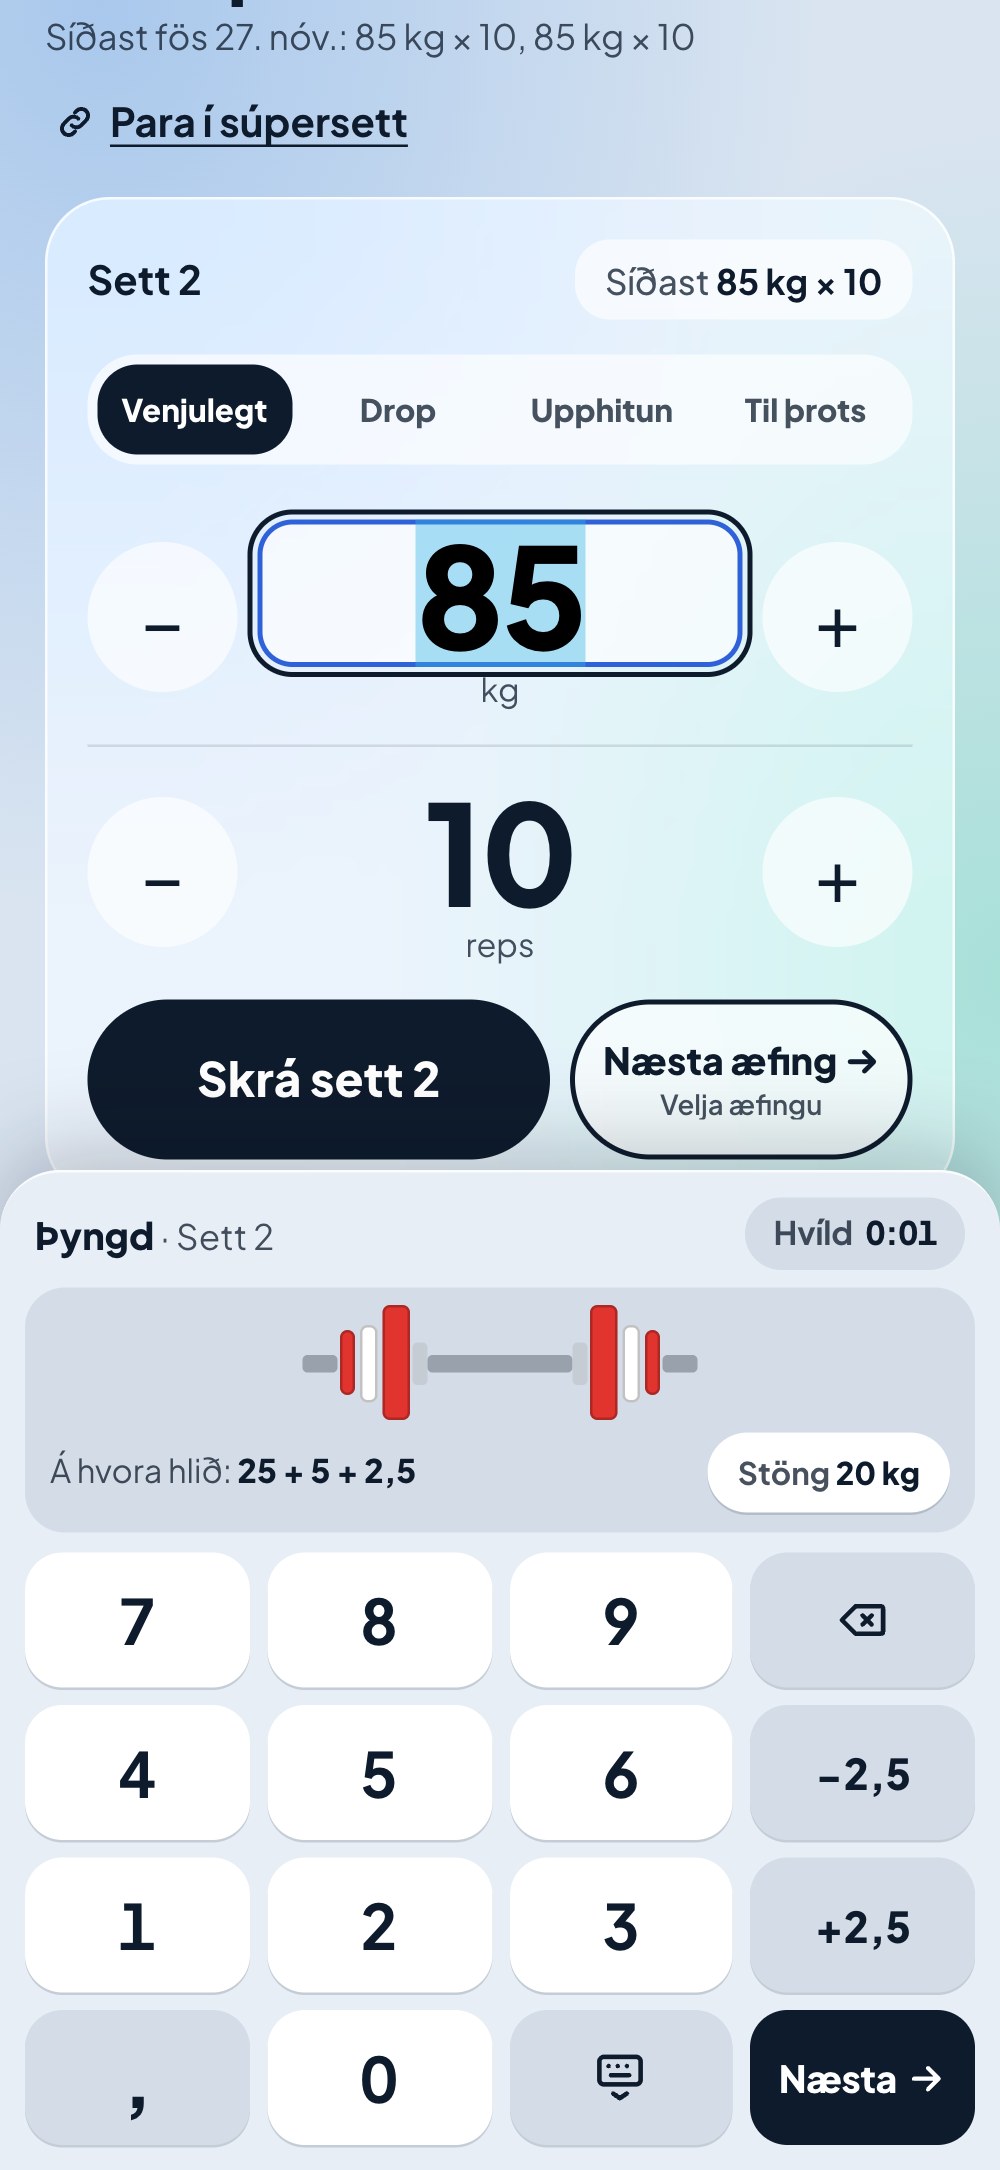 Síðast fös 27. nóv.: 85 kg × 10, 85 kg × 10
Para í súpersett
Sett 2
Síðast 85 kg × 10
Venjulegt
Drop
Upphitun
Til þrots
−
85
+
kg
−
10
+
reps
Skrá sett 2
Næsta æfing →
Velja æfingu
Þyngd · Sett 2
Hvíld 0:01
Á hvora hlið: 25 + 5 + 2,5
Stöng 20 kg
7
8
9
4
5
6
−2,5
1
2
3
+2,5
,
0
Næsta →